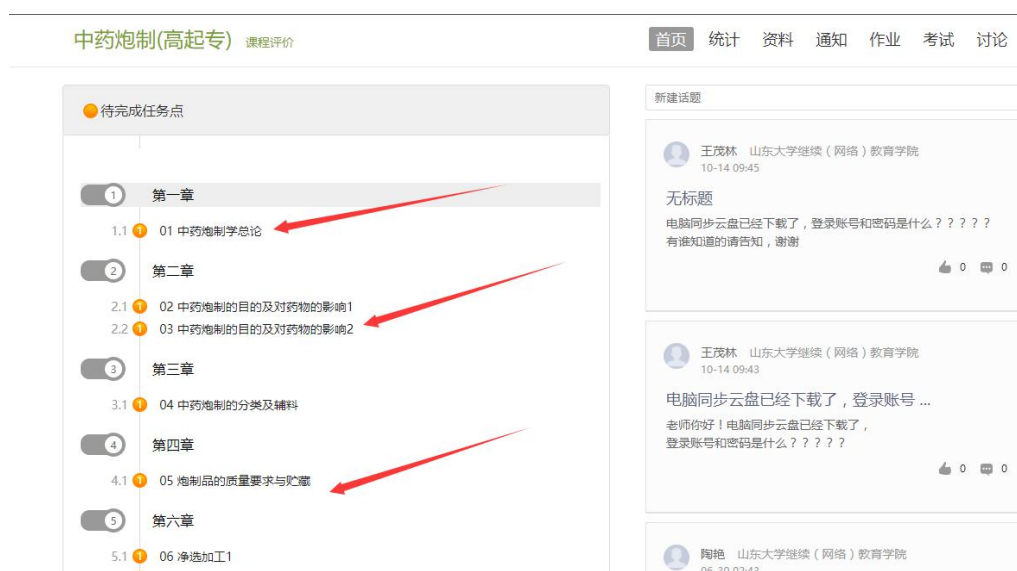 中药炮制(高起专) 课程评价
首页 统计 资料 通知 作业 考试 讨论
待完成任务点
1 第一章
1.1 1 01 中药炮制学总论
2 第二章
2.1 1 02 中药炮制的目的及对药物的影响1
2.2 1 03 中药炮制的目的及对药物的影响2
3 第三章
3.1 1 04 中药炮制的分类及辅料
4 第四章
4.1 1 05 炮制品的质量要求与贮藏
5 第六章
5.1 1 06 净选加工1
新建话题
王茂林 山东大学继续（网络）教育学院
10-14 09:45
无标题
电脑同步云盘已经下载了，登录账号和密码是什么？？？？？
有谁知道的请告知，谢谢
0 0
王茂林 山东大学继续（网络）教育学院
10-14 09:43
电脑同步云盘已经下载了，登录账号 ...
老师你好！电脑同步云盘已经下载了，
登录账号和密码是什么？？？？？
0 0
陶艳 山东大学继续（网络）教育学院